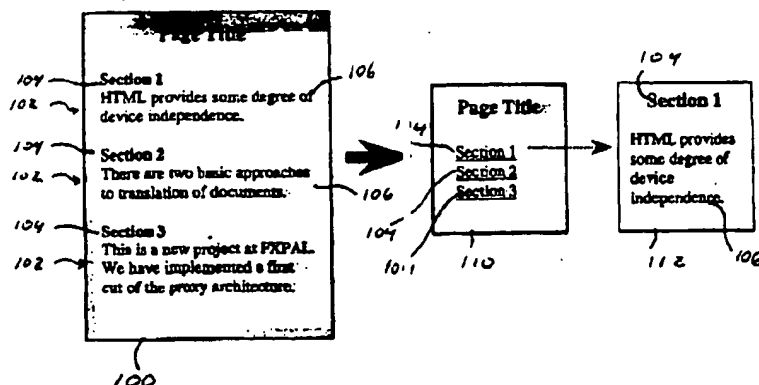 Page Title
104
Section 1
HTML provides some degree of
device independence.
106
102
104
Section 2
There are two basic approaches
to translation of documents.
106
102
104
Section 3
This is a new project at FXPAL.
We have implemented a first
cut of the proxy architecture.
102
100
Page Title
114
Section 1
Section 2
Section 3
104
110
104
Section 1
HTML provides
some degree of
device
independence.
112
106